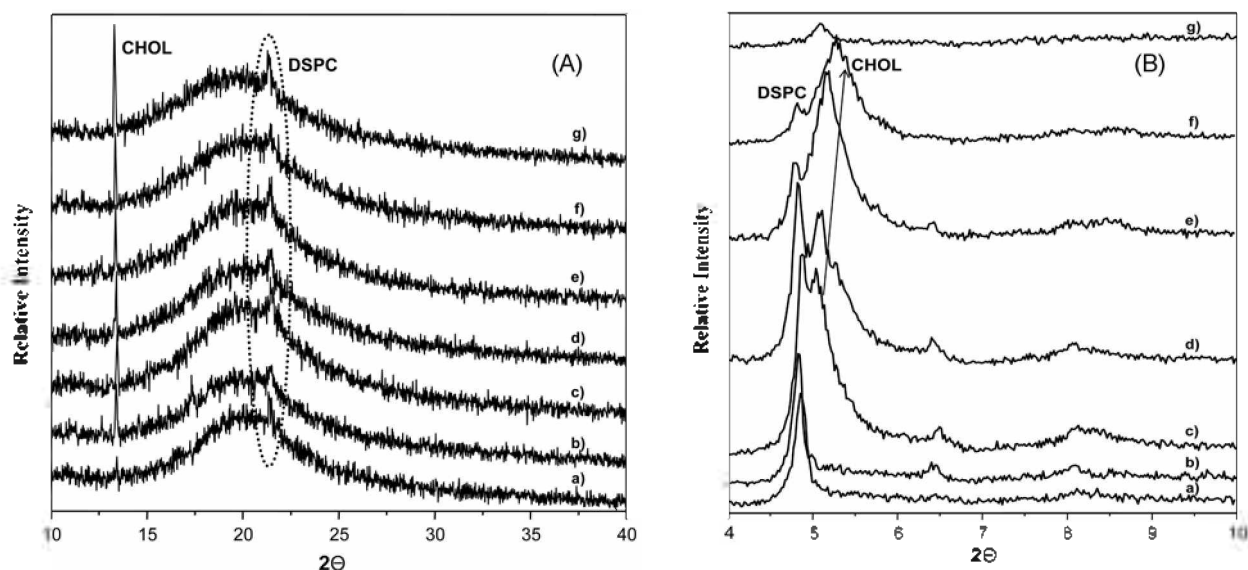 CHOL
DSPC
(A)
g)
f)
e)
d)
c)
b)
a)
Relative Intensity
10 15 20 25 30 35 40
2Θ
g)
CHOL
(B)
DSPC
f)
e)
d)
c)
b)
a)
Relative Intensity
4 5 6 7 8 9 10
2Θ